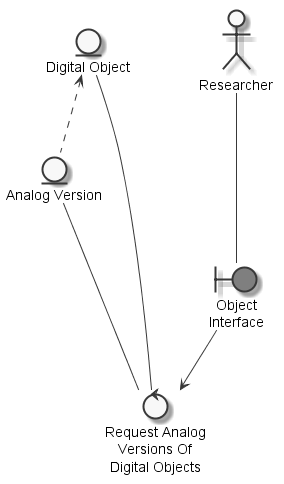 Digital Object
Researcher
Analog Version
Object
Interface
Request Analog
Versions Of
Digital Objects